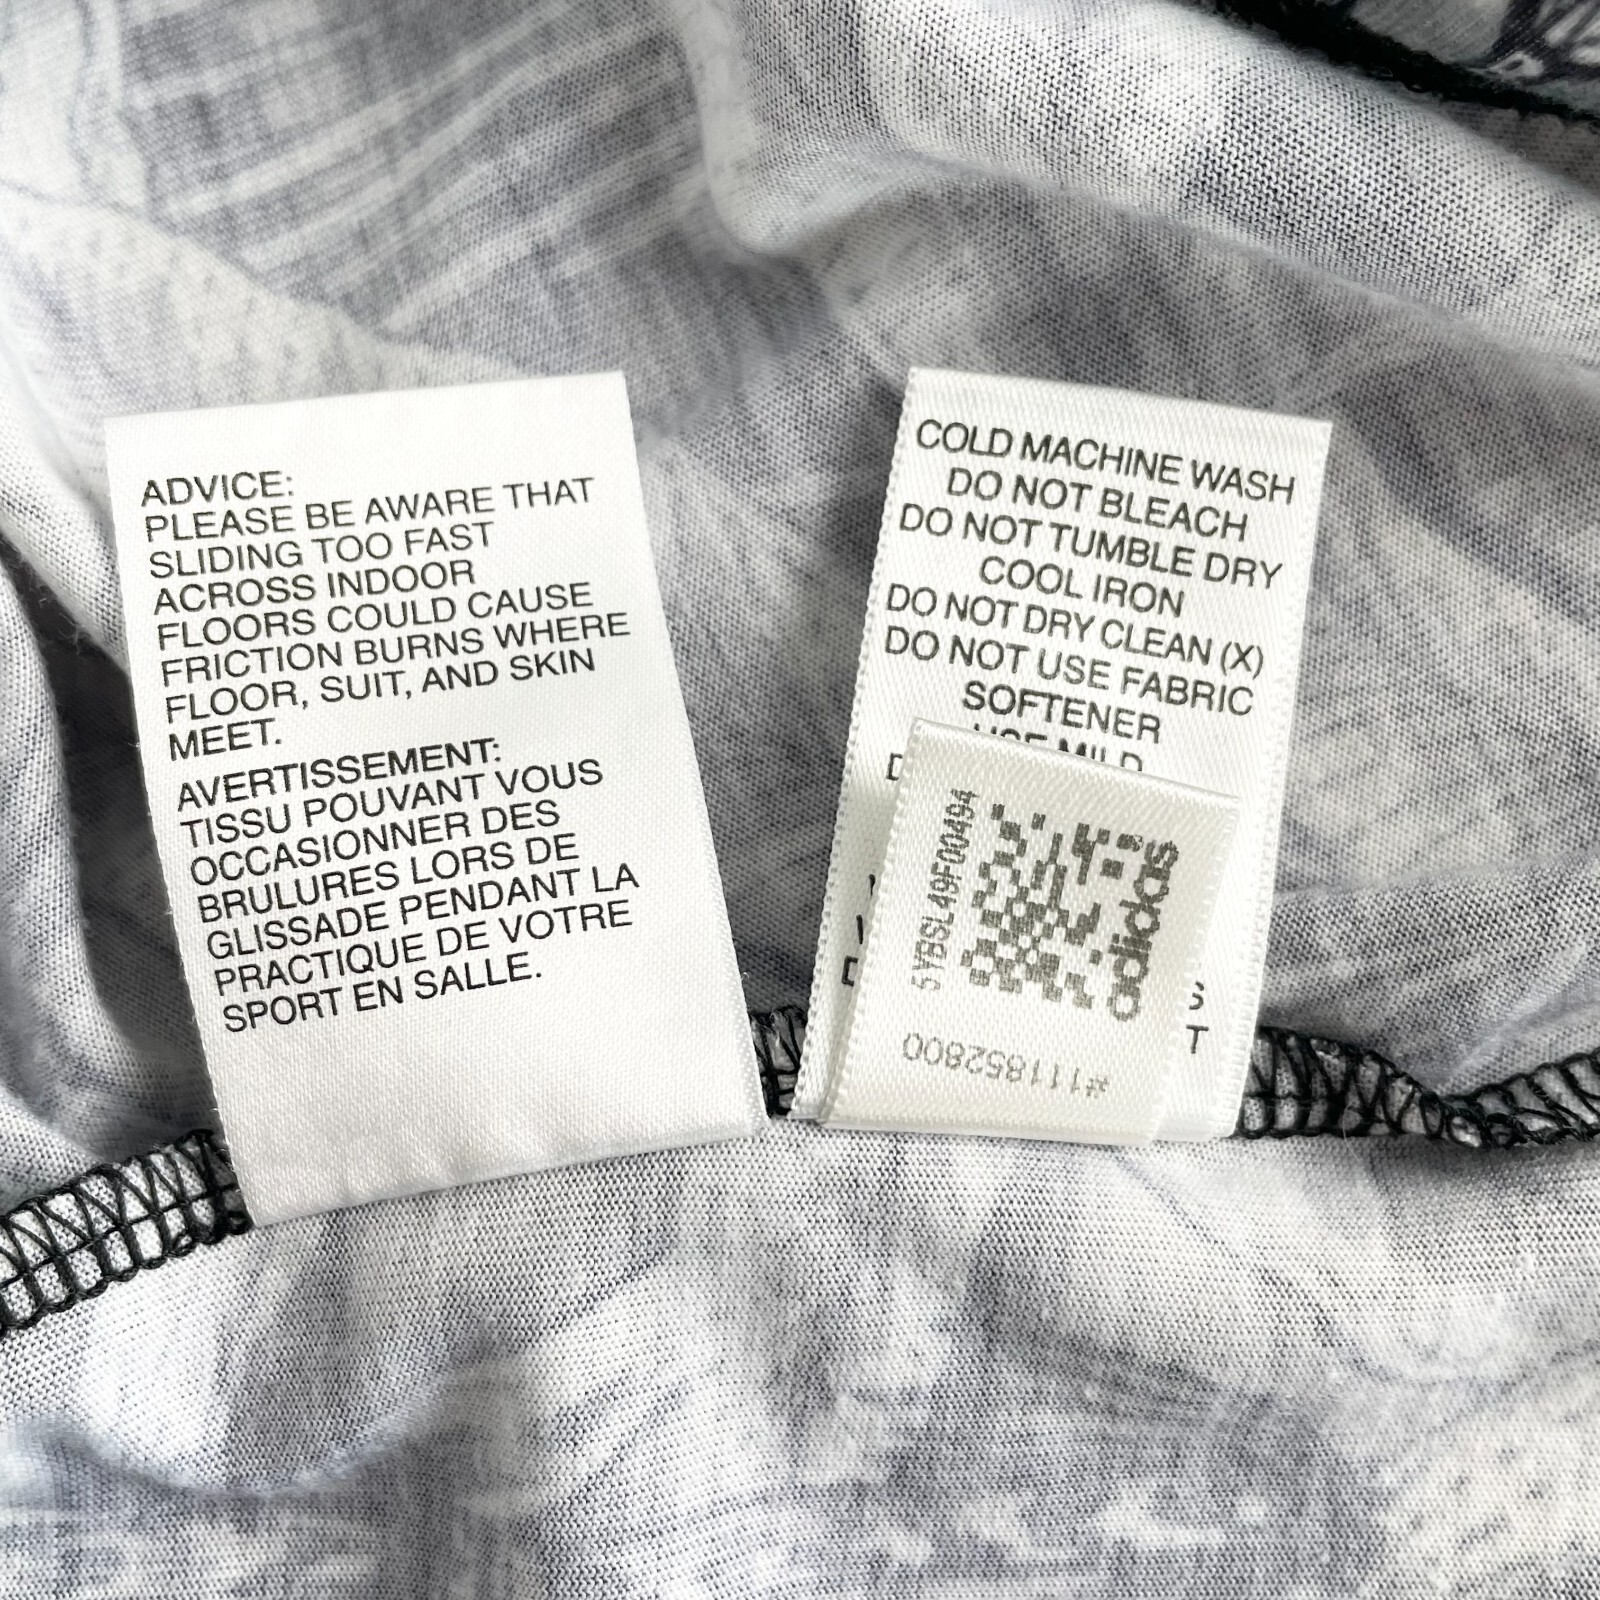 ADVICE:
PLEASE BE AWARE THAT
SLIDING TOO FAST
ACROSS INDOOR
FLOORS COULD CAUSE
FRICTION BURNS WHERE
FLOOR, SUIT, AND SKIN
MEET.
AVERTISSEMENT:
TISSU POUVANT VOUS
OCCASIONNER DES
BRULURES LORS DE
GLISSADE PENDANT LA
PRACTIQUE DE VOTRE
SPORT EN SALLE.
COLD MACHINE WASH
DO NOT BLEACH
DO NOT TUMBLE DRY
COOL IRON
DO NOT DRY CLEAN (X)
DO NOT USE FABRIC
SOFTENER
USE MILD
5YBSL49F00494
adidas
#111852800